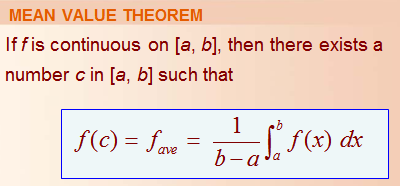 MEAN VALUE THEOREM
If f is continuous on [a, b], then there exists a
number c in [a, b] such that
f(c) = f_ave = 1/(b−a) ∫_a^b f(x) dx